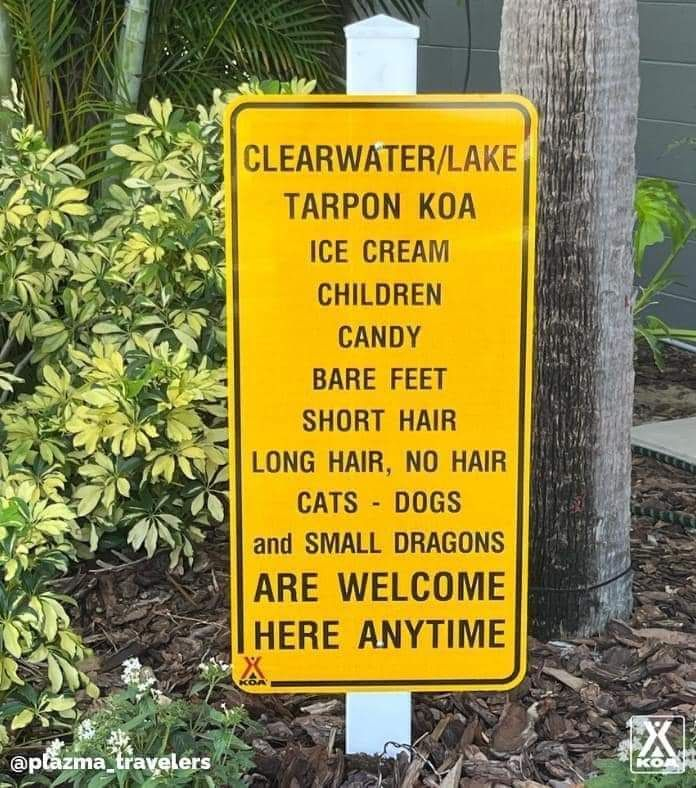 CLEARWATER/LAKE
TARPON KOA
ICE CREAM
CHILDREN
CANDY
BARE FEET
SHORT HAIR
LONG HAIR, NO HAIR
CATS - DOGS
and SMALL DRAGONS
ARE WELCOME
HERE ANYTIME
KOA
@plazma_travelers
KOA